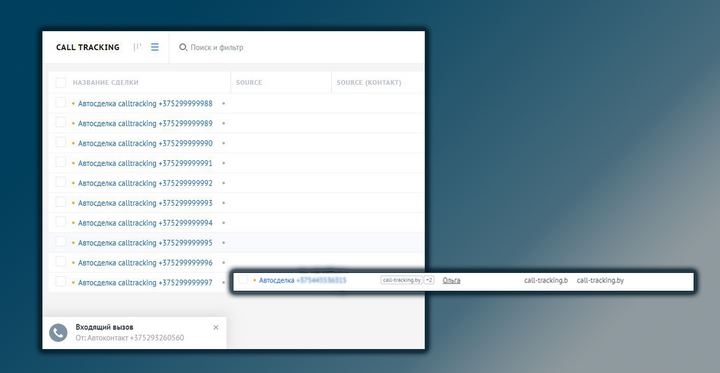 CALL TRACKING
Поиск и фильтр
НАЗВАНИЕ СДЕЛКИ SOURCE SOURCE (КОНТАКТ)
Автосделка calltracking +375299999988
Автосделка calltracking +375299999989
Автосделка calltracking +375299999990
Автосделка calltracking +375299999991
Автосделка calltracking +375299999992
Автосделка calltracking +375299999993
Автосделка calltracking +375299999994
Автосделка calltracking +375299999995
Автосделка calltracking +375299999996
Автосделка calltracking +375299999997
Автосделка call-tracking.by +2 Ольга call-tracking.b call-tracking.by
Входящий вызов
От: Автоконтакт +375293260560